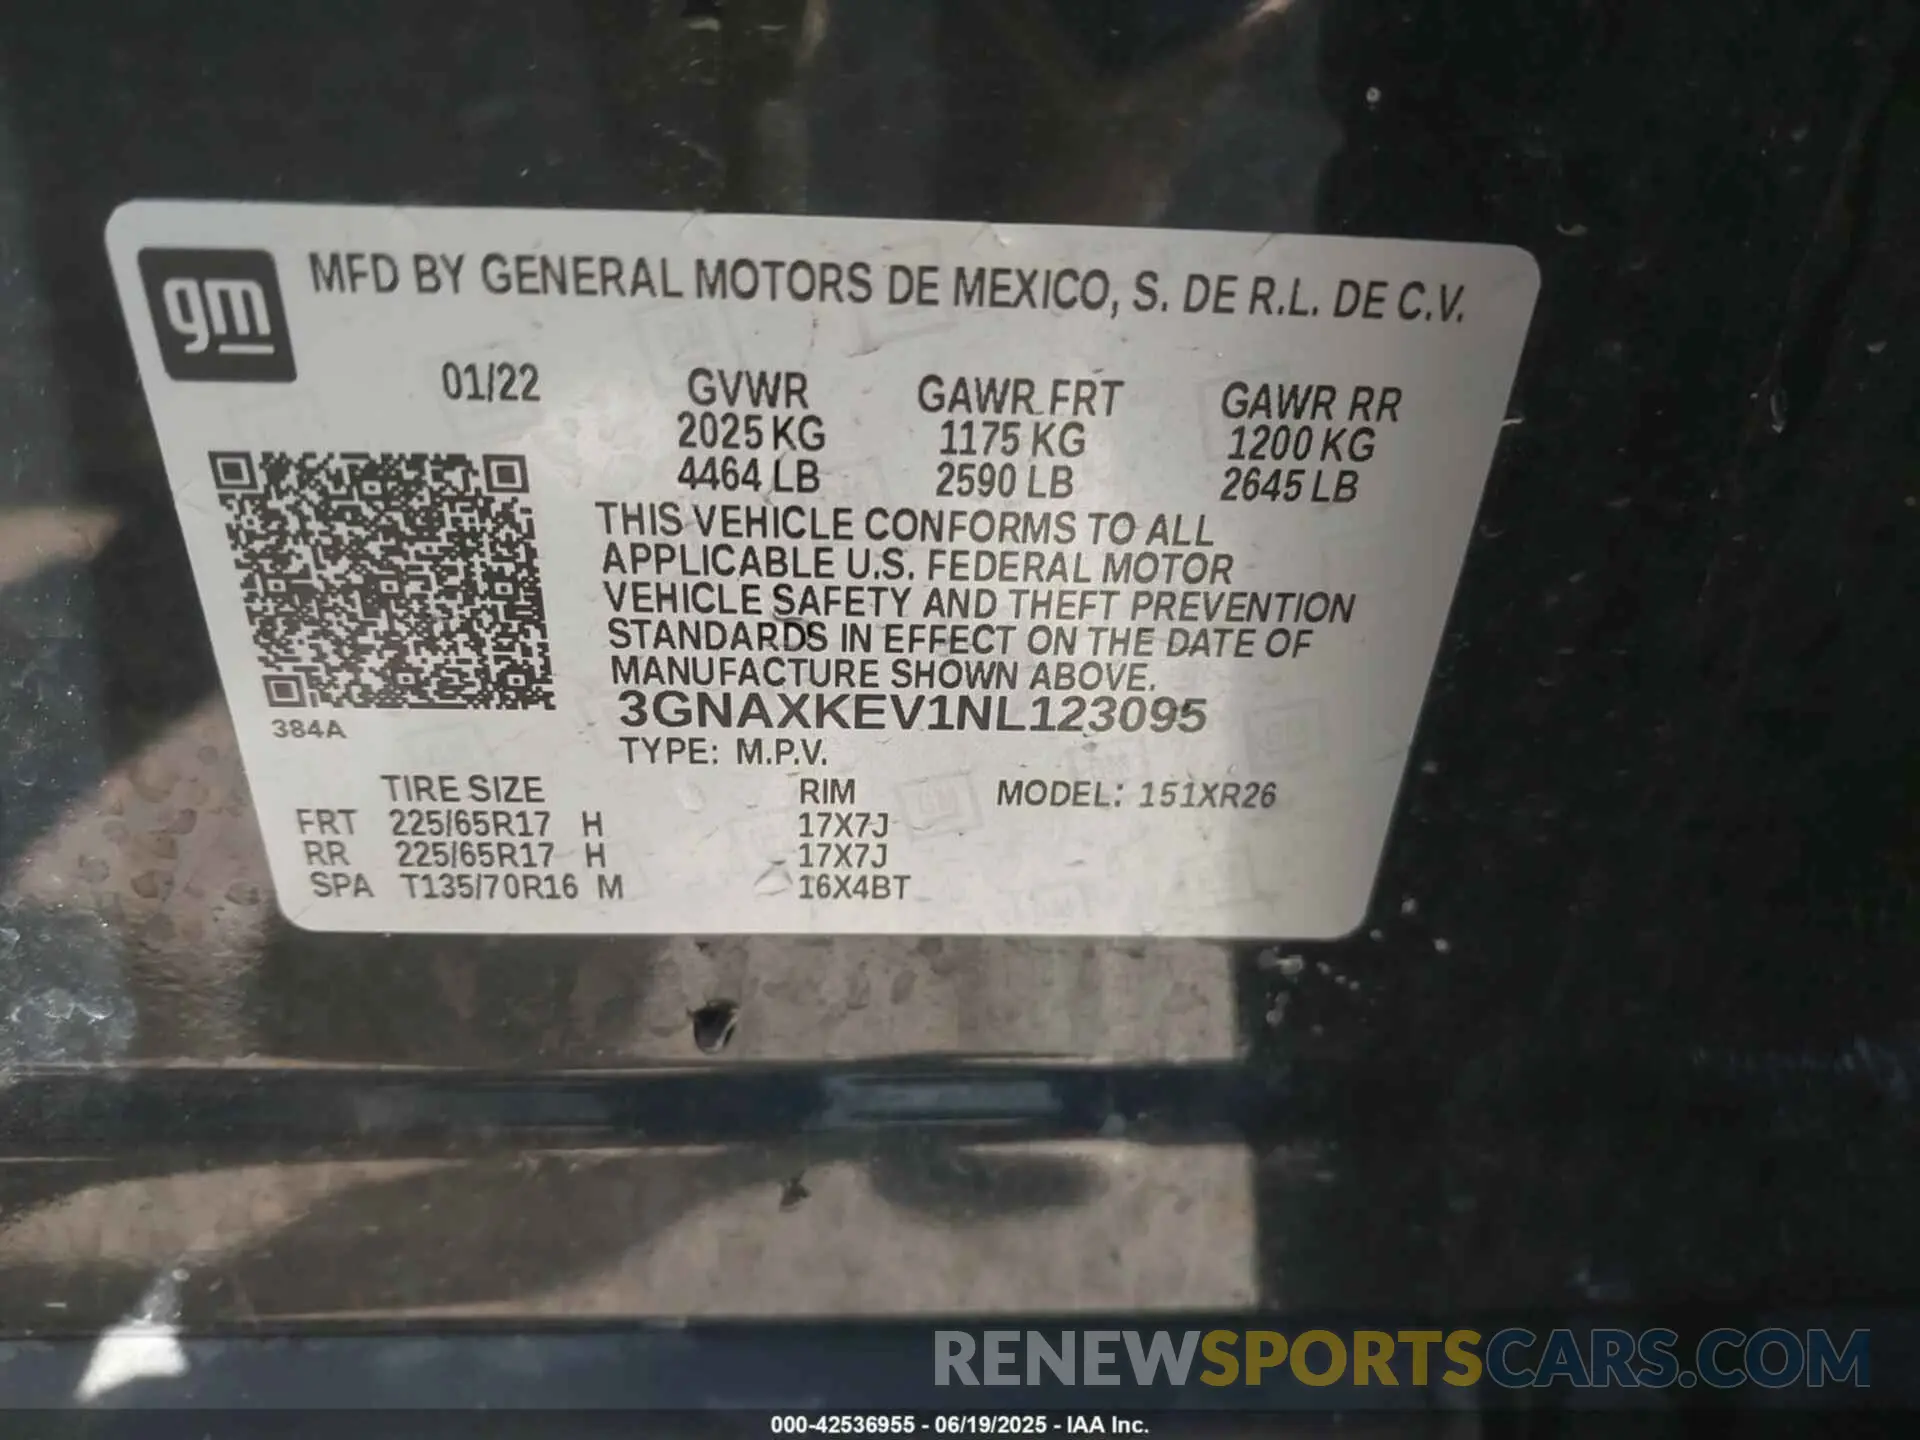 gm
MFD BY GENERAL MOTORS DE MEXICO, S. DE R.L. DE C.V.
01/22 GVWR GAWR FRT GAWR RR
2025 KG 1175 KG 1200 KG
4464 LB 2590 LB 2645 LB
THIS VEHICLE CONFORMS TO ALL
APPLICABLE U.S. FEDERAL MOTOR
VEHICLE SAFETY AND THEFT PREVENTION
STANDARDS IN EFFECT ON THE DATE OF
MANUFACTURE SHOWN ABOVE.
3GNAXKEV1NL123095
384A
TYPE: M.P.V.
TIRE SIZE RIM MODEL: 151XR26
FRT 225/65R17 H 17X7J
RR 225/65R17 H 17X7J
SPA T135/70R16 M 16X4BT
RENEWSPORTSCARS.COM
000-42536955 - 06/19/2025 - IAA Inc.